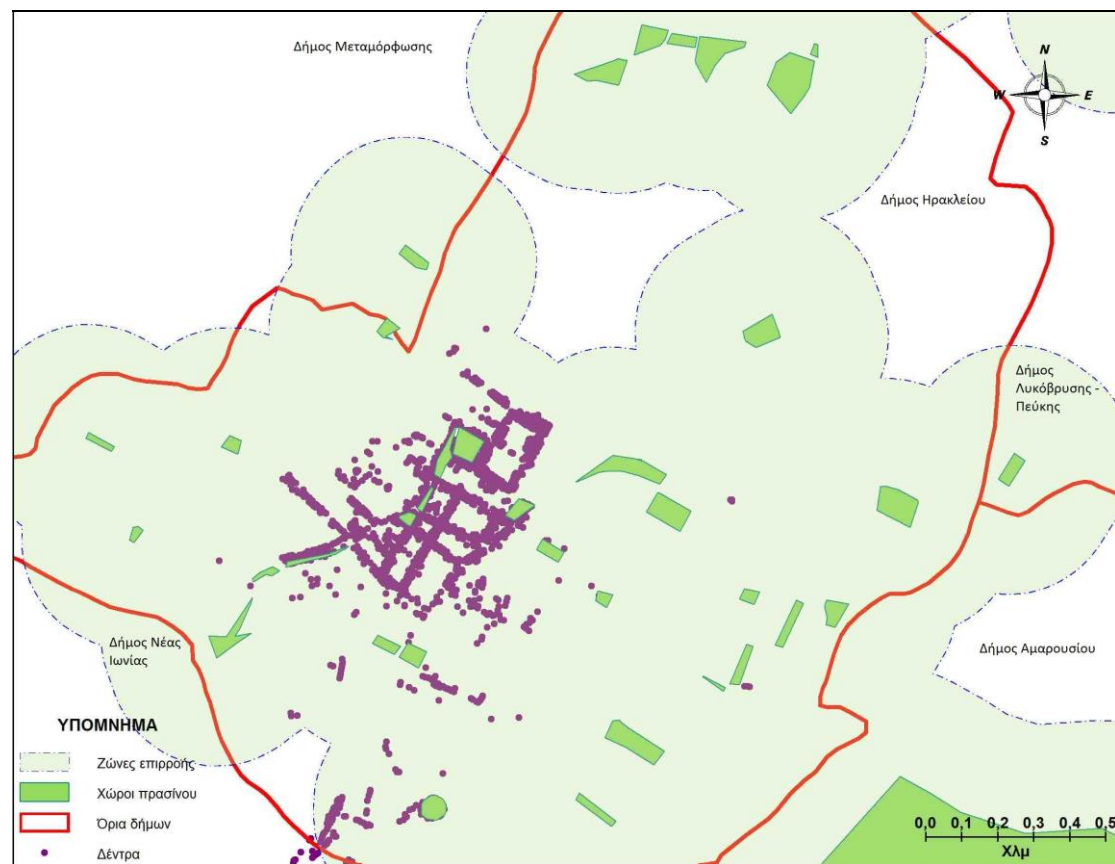 Δήμος Μεταμόρφωσης
N
W E
S
Δήμος Ηρακλείου
Δήμος
Λυκόβρυσης -
Πεύκης
Δήμος Νέας
Ιωνίας
Δήμος Αμαρουσίου
ΥΠΟΜΝΗΜΑ
Ζώνες επιρροής
Χώροι πρασίνου
Όρια δήμων
Δέντρα
0,0 0,1 0,2 0,3 0,4 0,5
Χλμ